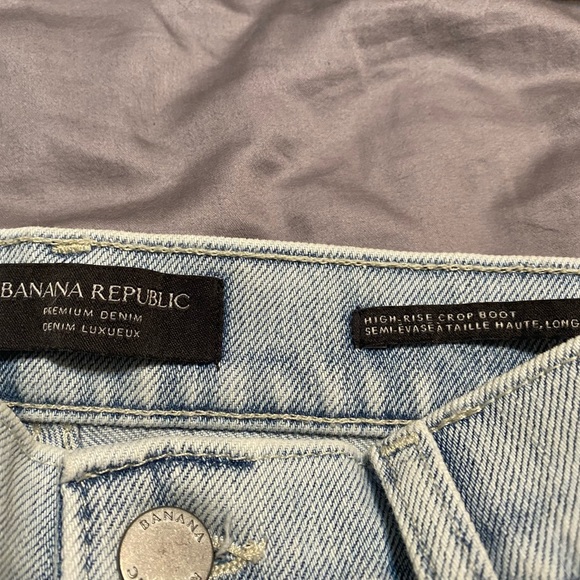 BANANA REPUBLIC
PREMIUM DENIM
DENIM LUXUEUX
HIGH-RISE CROP BOOT
SEMI-ÉVASÉ À TAILLE HAUTE, LONG
BANANA